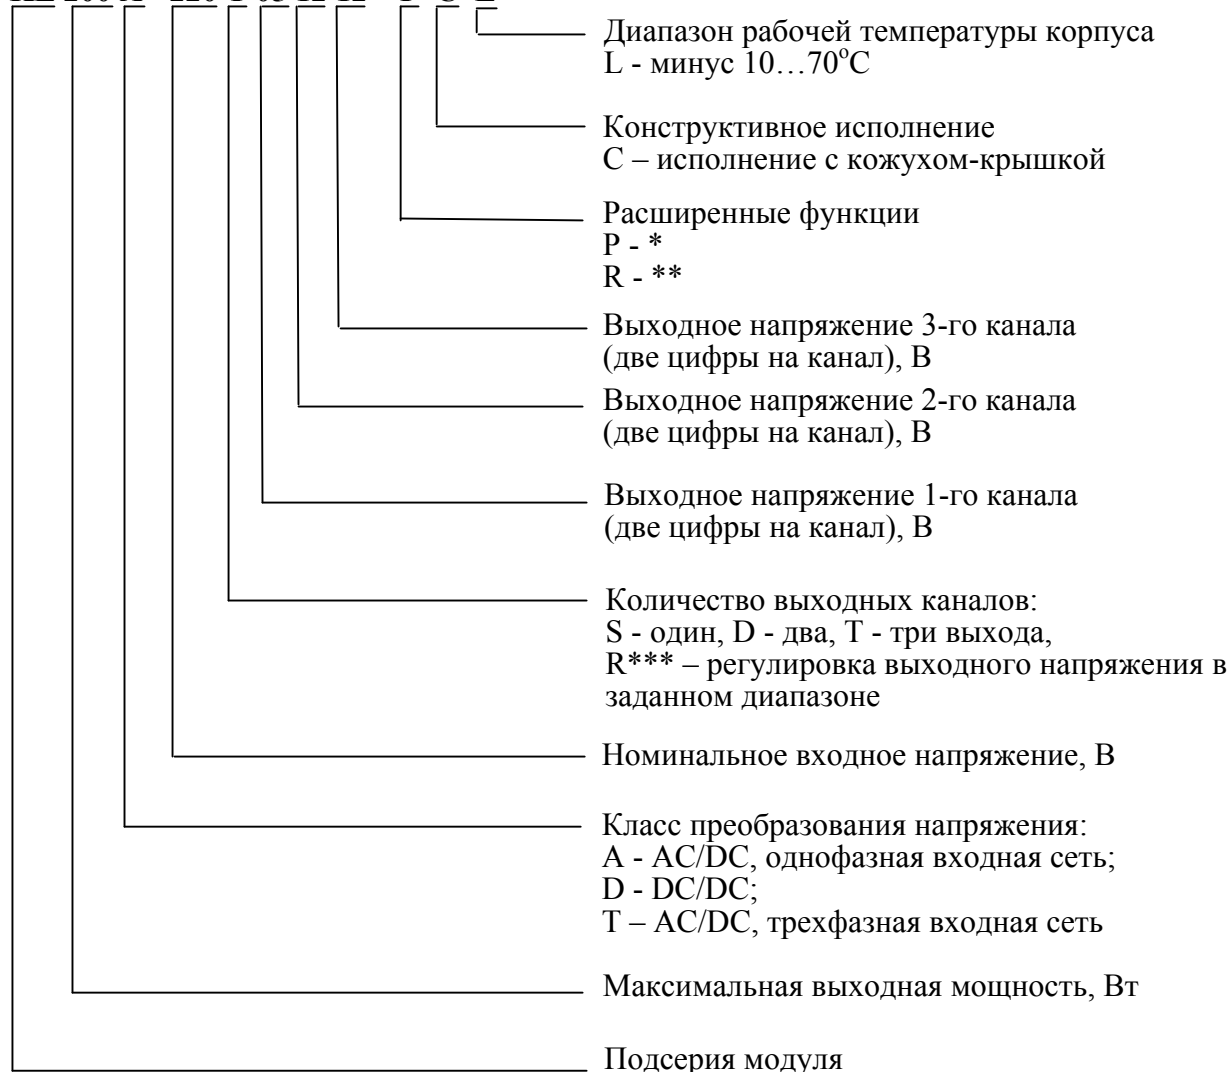 Диапазон рабочей температуры корпуса
L - минус 10…70°С
Конструктивное исполнение
С – исполнение с кожухом-крышкой
Расширенные функции
P - *
R - **
Выходное напряжение 3-го канала
(две цифры на канал), В
Выходное напряжение 2-го канала
(две цифры на канал), В
Выходное напряжение 1-го канала
(две цифры на канал), В
Количество выходных каналов:
S - один, D - два, T - три выхода,
R*** – регулировка выходного напряжения в
заданном диапазоне
Номинальное входное напряжение, В
Класс преобразования напряжения:
A - AC/DC, однофазная входная сеть;
D - DC/DC;
T – AC/DC, трехфазная входная сеть
Максимальная выходная мощность, Вт
Подсерия модуля